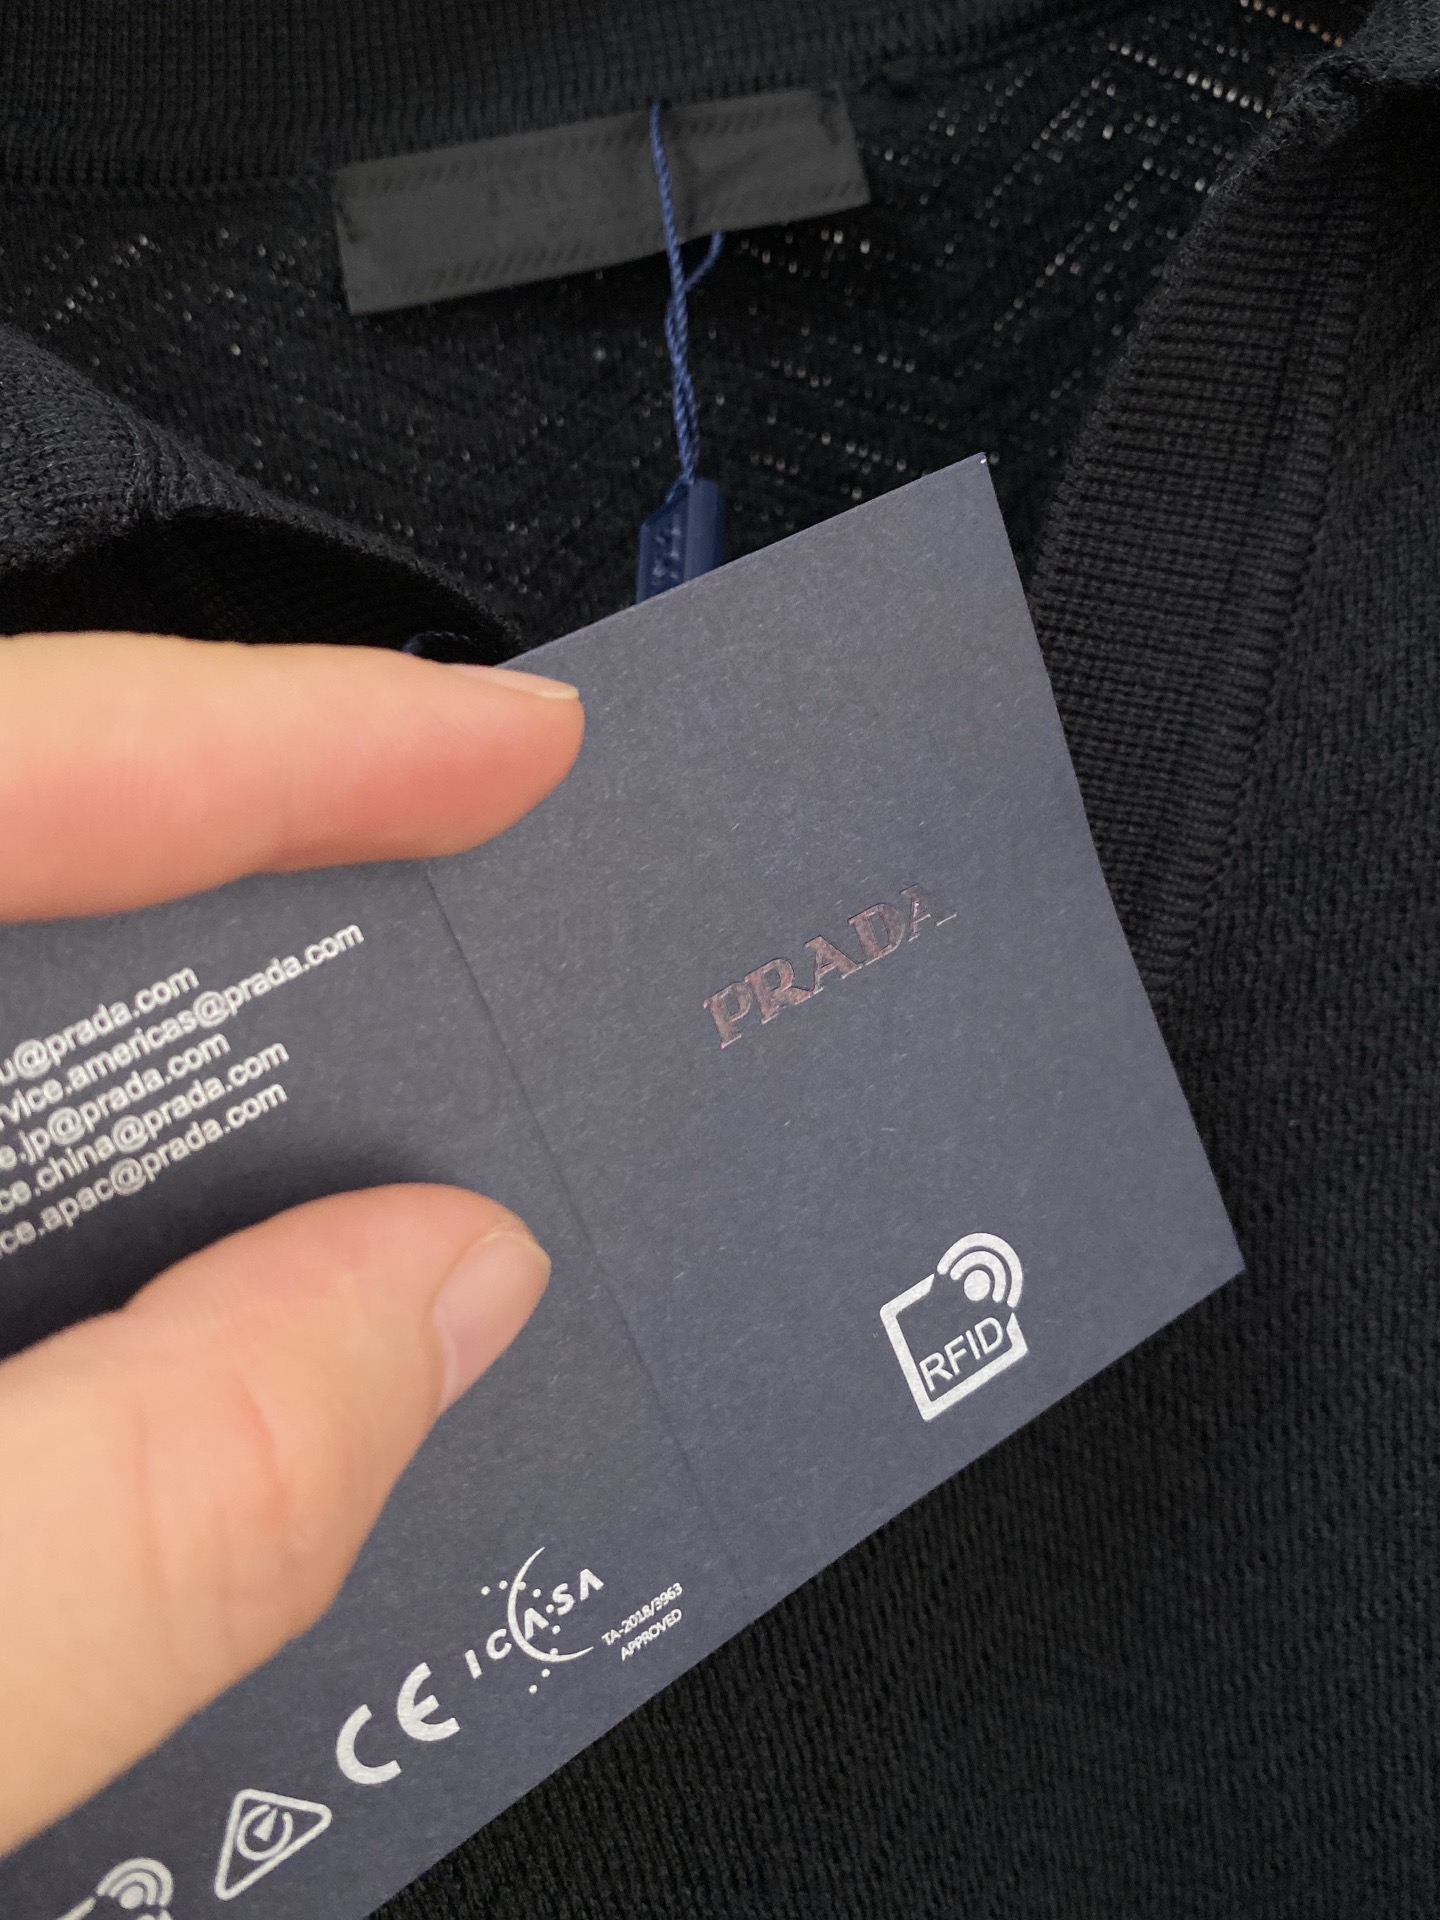 PRADA
u@prada.com
rvice.americas@prada.com
e.jp@prada.com
ce.china@prada.com
ce.apac@prada.com
RFID
ICASA
TA-2018/3963
APPROVED
CE